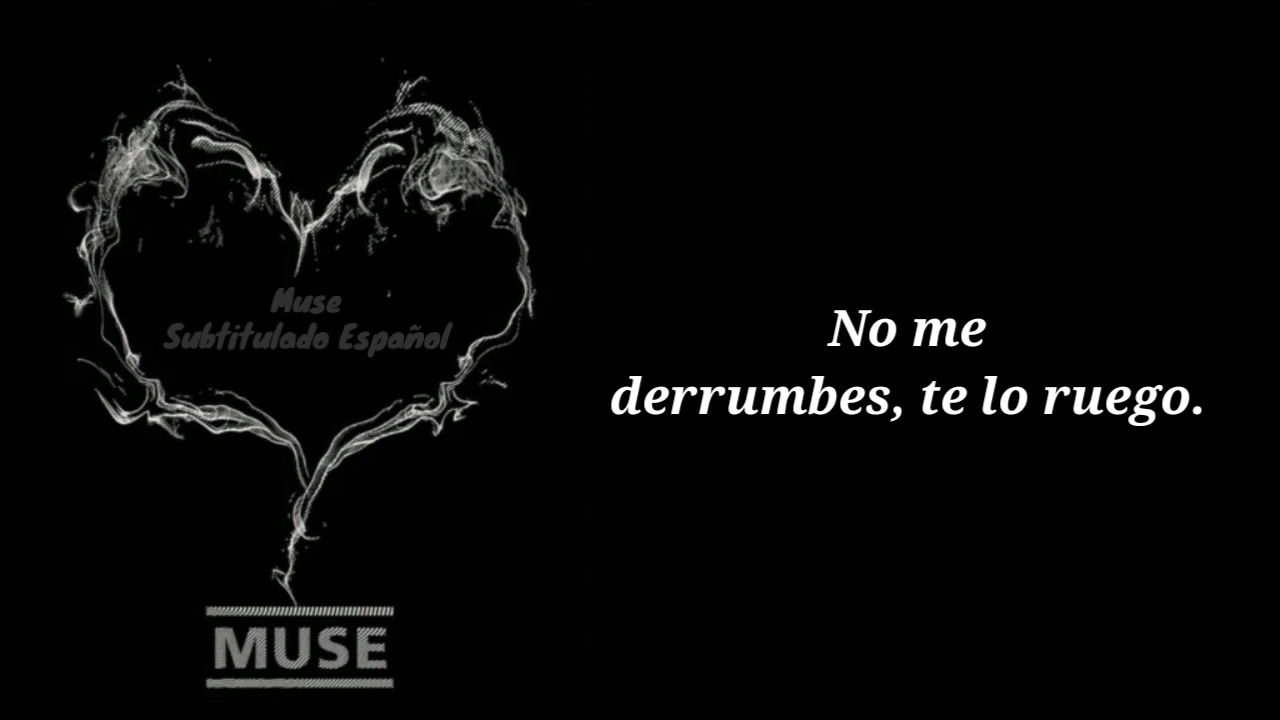 Muse
Subtitulado Español
MUSE
No me
derrumbes, te lo ruego.